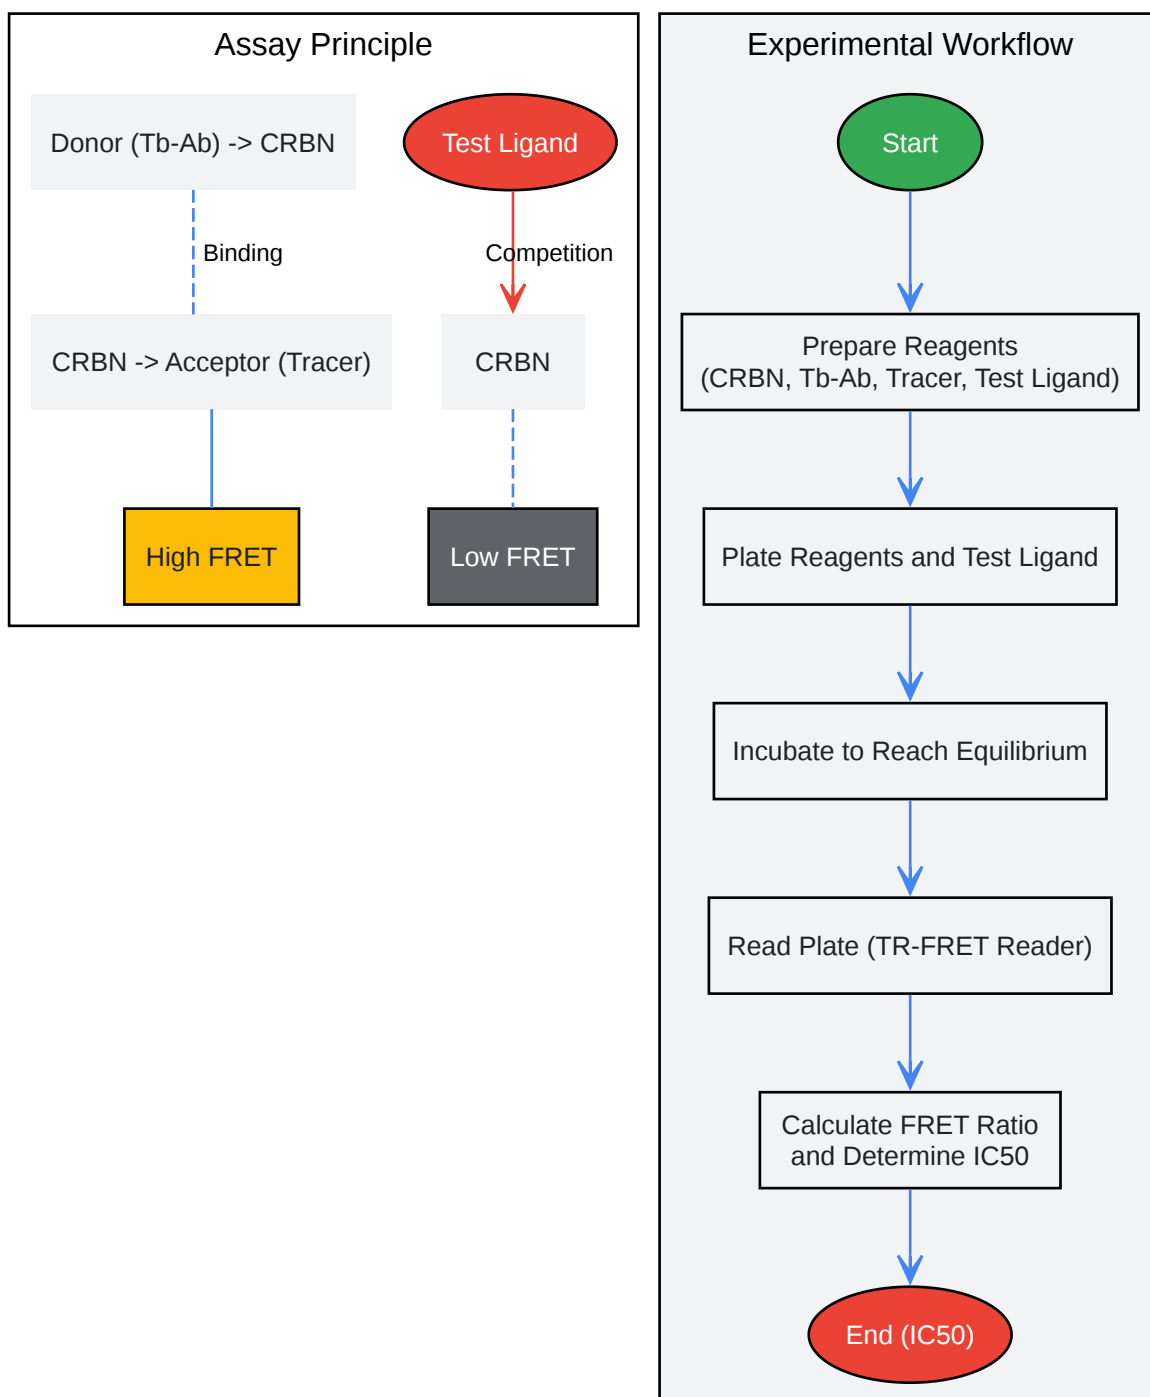 Assay Principle
Donor (Tb-Ab) -> CRBN
Test Ligand
Binding
Competition
CRBN -> Acceptor (Tracer)
CRBN
High FRET
Low FRET
Experimental Workflow
Start
Prepare Reagents
(CRBN, Tb-Ab, Tracer, Test Ligand)
Plate Reagents and Test Ligand
Incubate to Reach Equilibrium
Read Plate (TR-FRET Reader)
Calculate FRET Ratio
and Determine IC50
End (IC50)